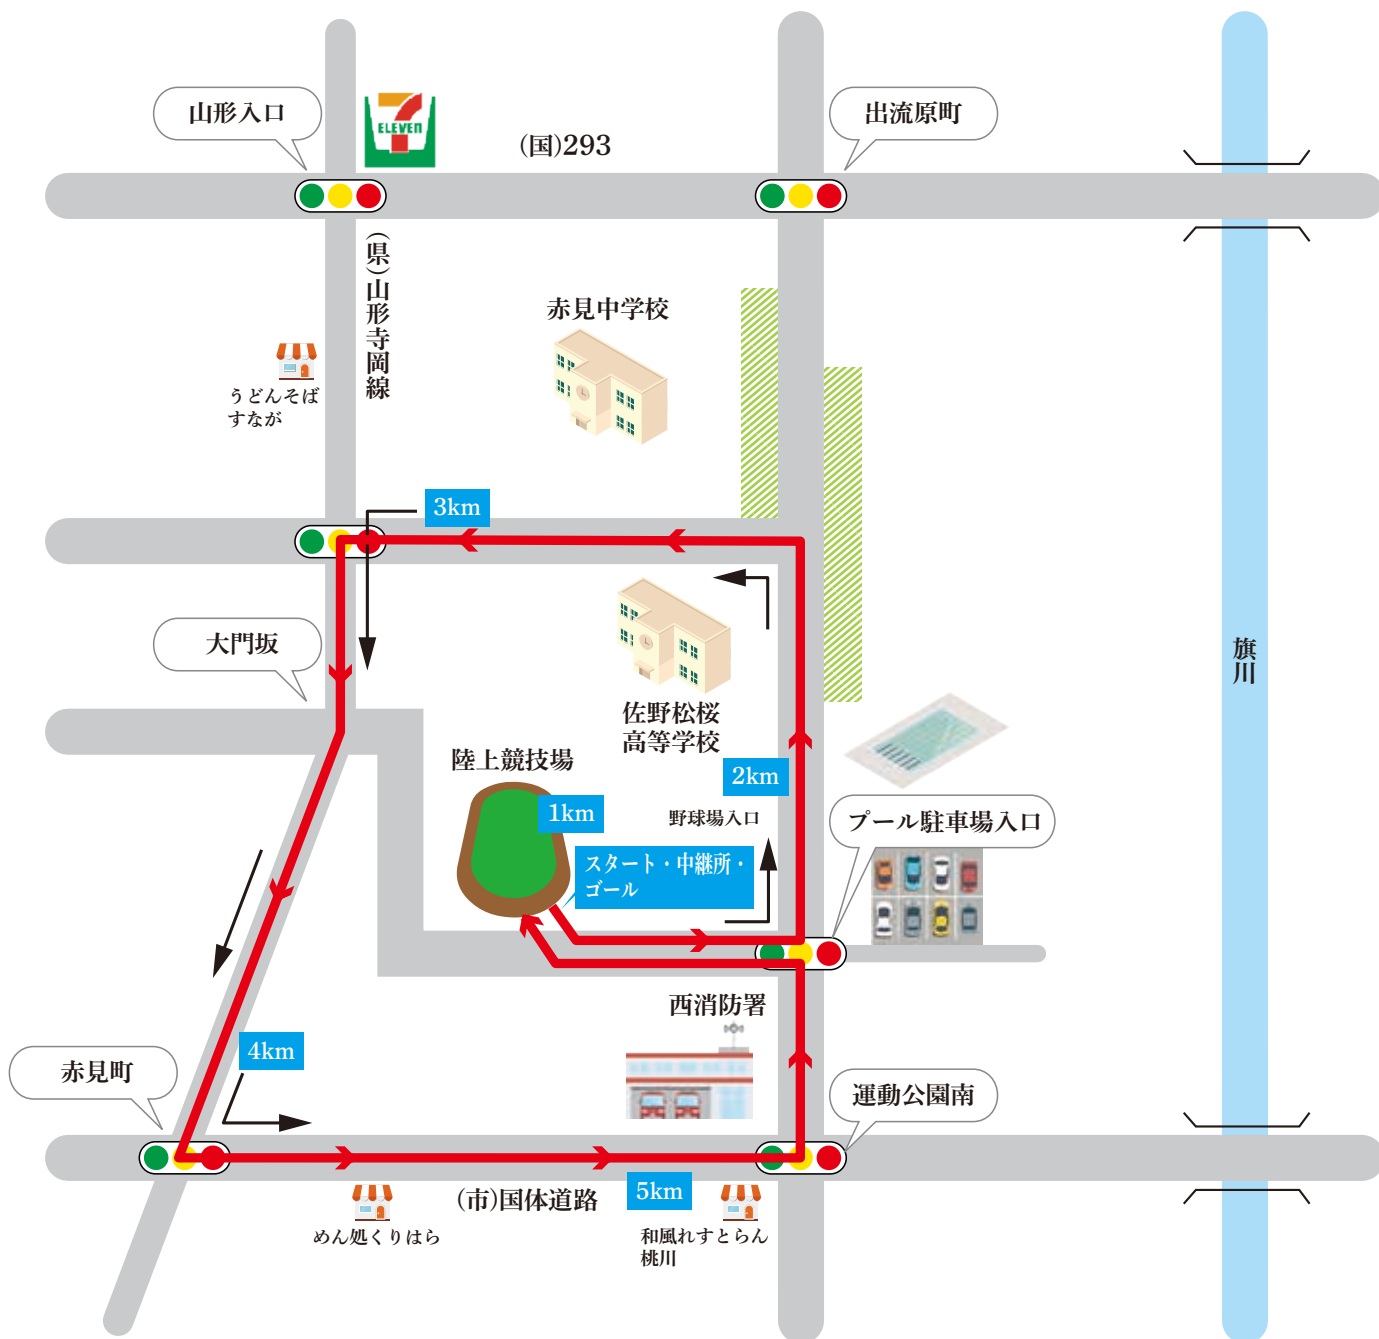 山形入口
ELEVEN
(国)293
出流原町
(県)山形寺岡線
赤見中学校
うどんそば
すなが
3km
大門坂
佐野松桜
高等学校
旗川
陸上競技場
2km
1km
野球場入口
プール駐車場入口
スタート・中継所・
ゴール
西消防署
4km
赤見町
運動公園南
(市)国体道路
5km
めん処くりはら
和風れすとらん
桃川